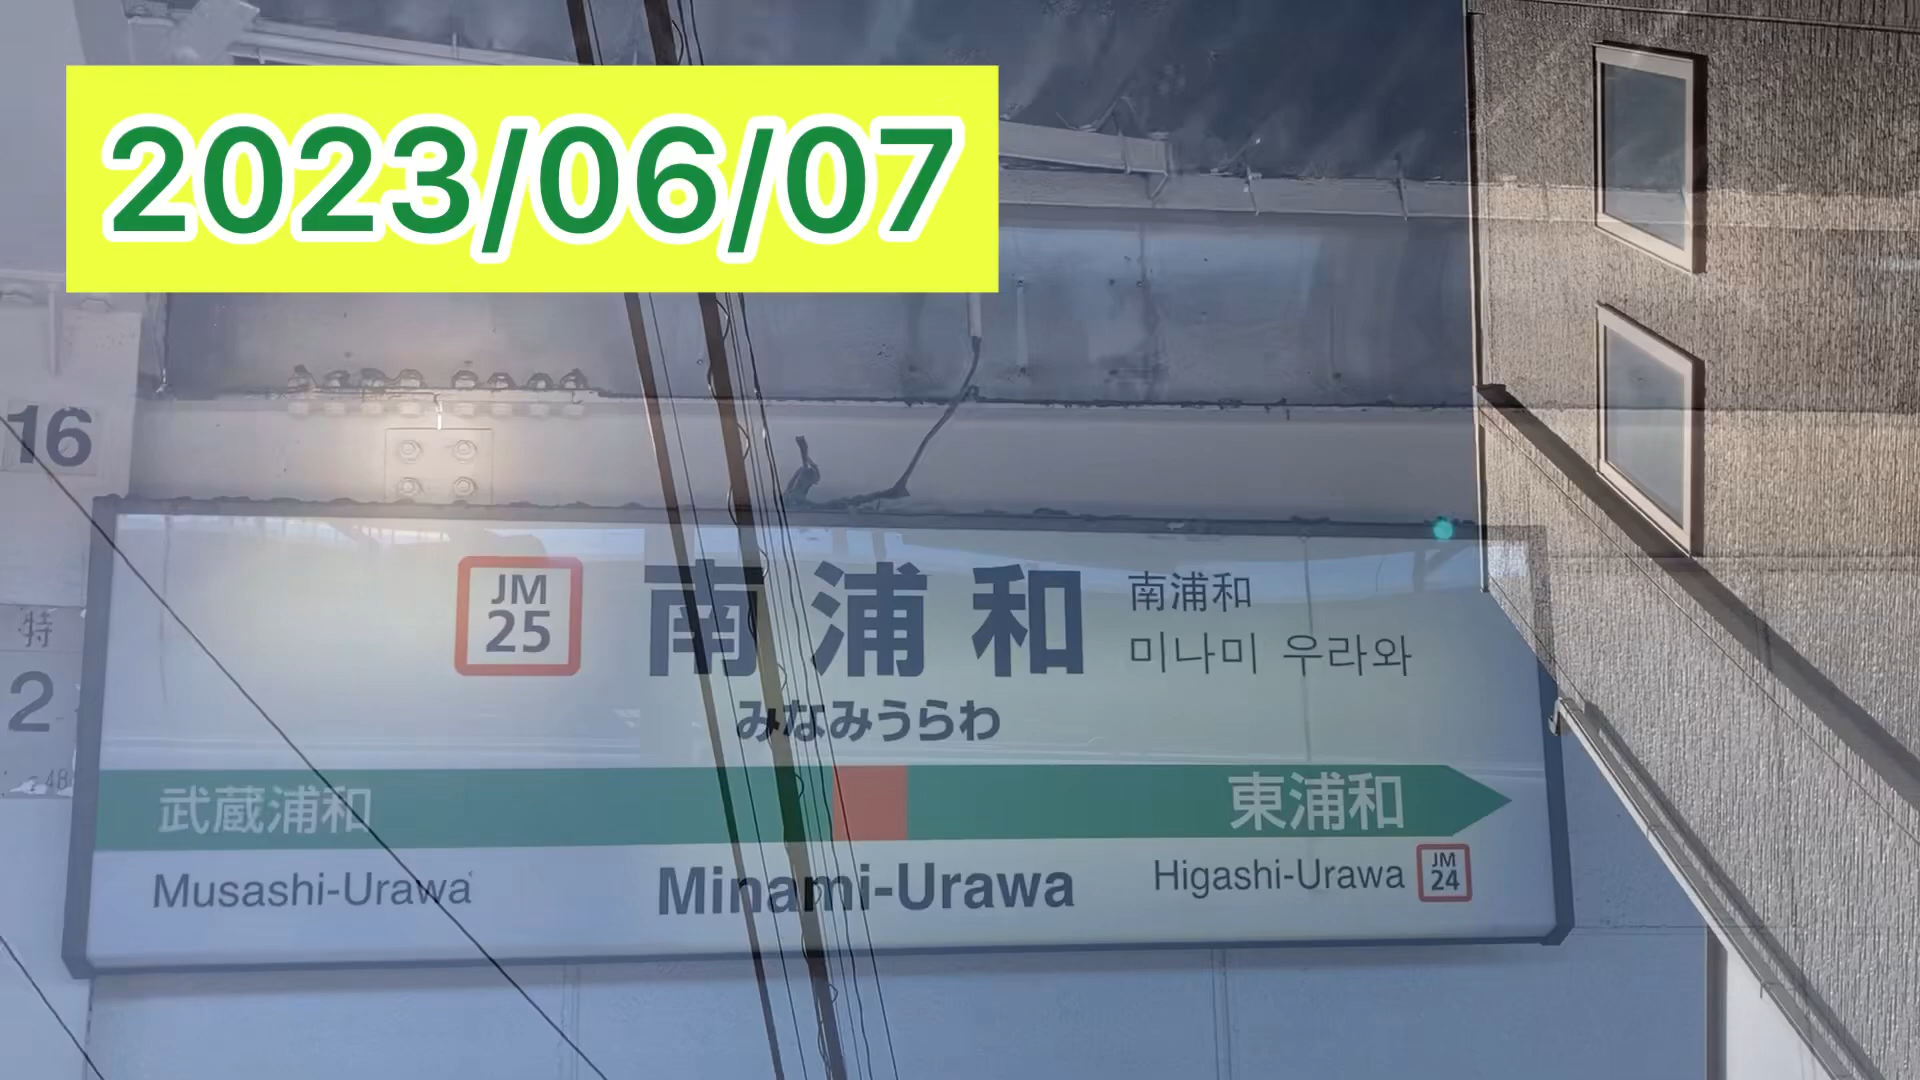 2023/06/07
16
特
2
48
JM
25
南浦和
南浦和
미나미 우라와
みなみうらわ
武蔵浦和
東浦和
Musashi-Urawa
Minami-Urawa
Higashi-Urawa
JM
24